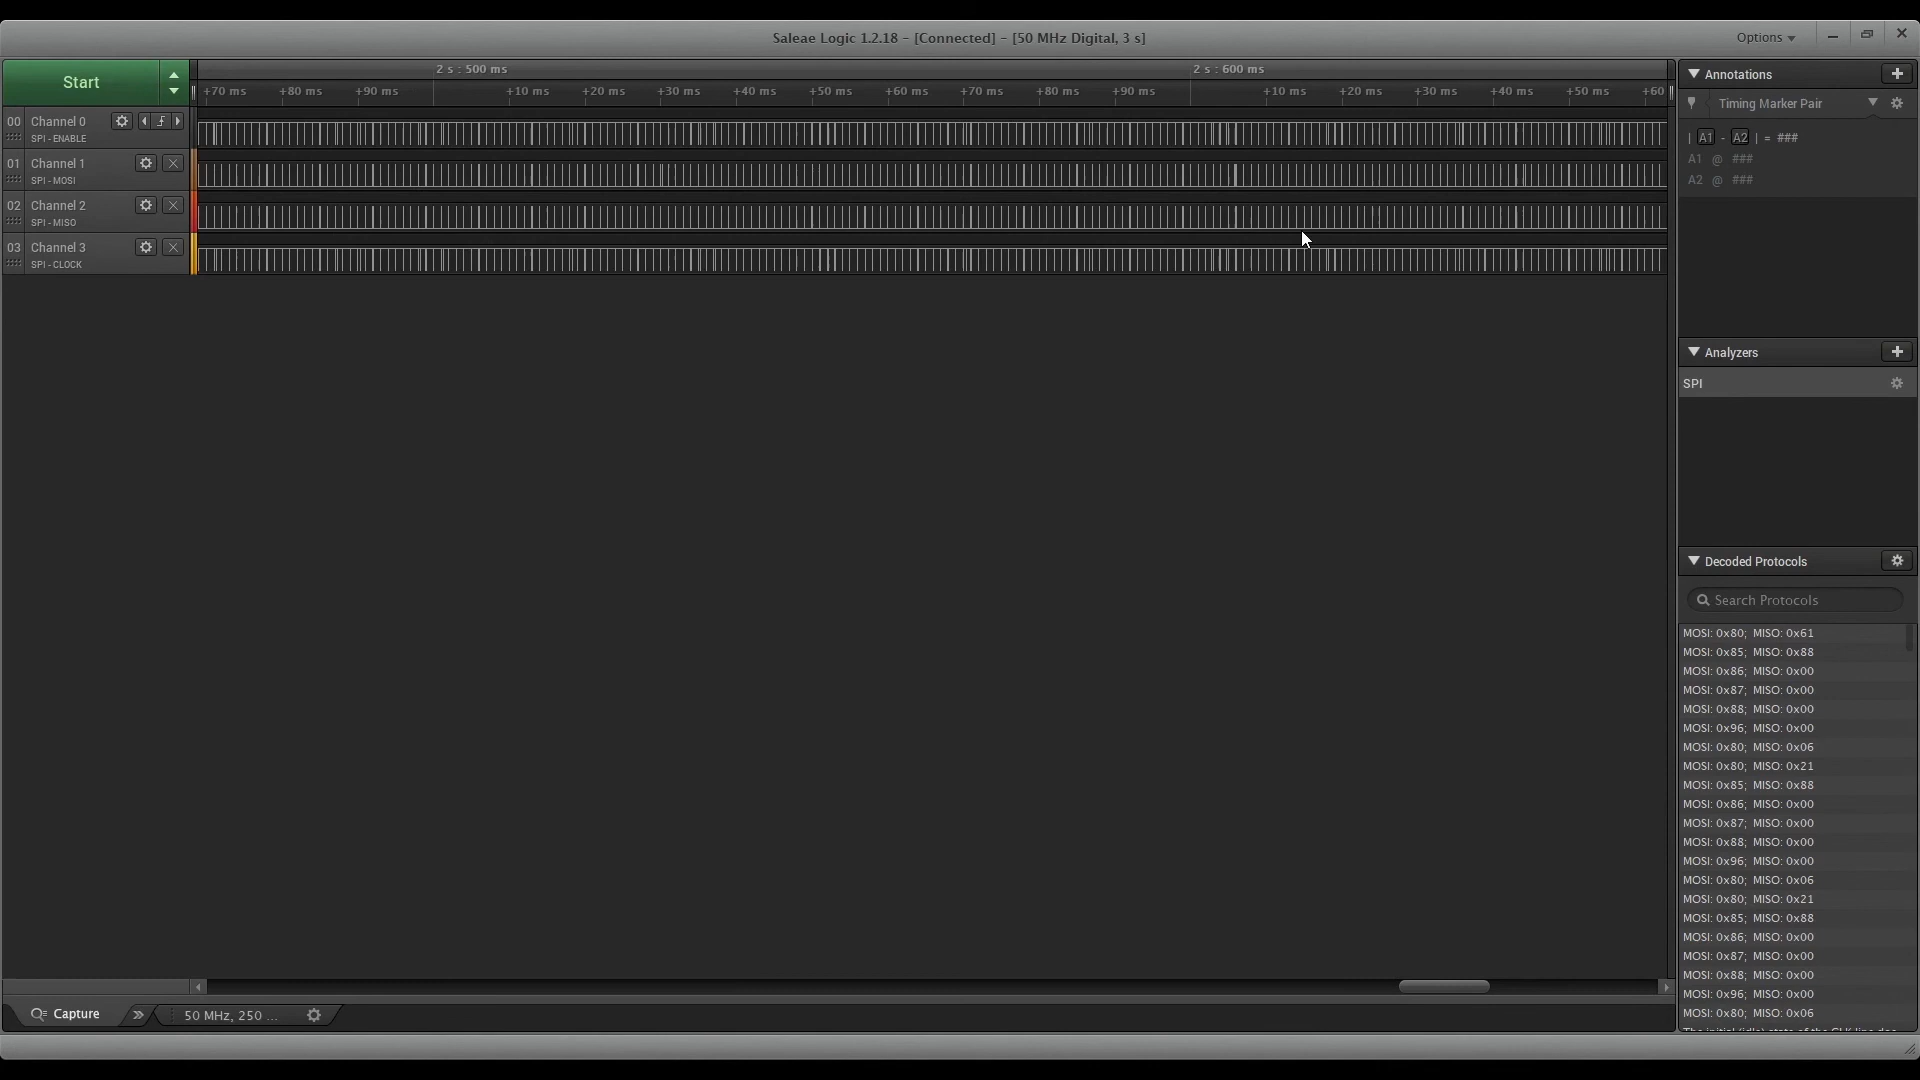 Saleae Logic 1.2.18 - [Connected] - [50 MHz Digital, 3 s]
Options
Start
2 s : 500 ms
2 s : 600 ms
+70 ms +80 ms +90 ms +10 ms +20 ms +30 ms +40 ms +50 ms +60 ms +70 ms +80 ms +90 ms +10 ms +20 ms +30 ms +40 ms +50 ms +60
00 Channel 0
SPI - ENABLE
01 Channel 1
SPI - MOSI
02 Channel 2
SPI - MISO
03 Channel 3
SPI - CLOCK
Annotations
Timing Marker Pair
| A1 - A2 | = ###
A1 @ ###
A2 @ ###
Analyzers
SPI
Decoded Protocols
Search Protocols
MOSI: 0x80; MISO: 0x61
MOSI: 0x85; MISO: 0x88
MOSI: 0x86; MISO: 0x00
MOSI: 0x87; MISO: 0x00
MOSI: 0x88; MISO: 0x00
MOSI: 0x96; MISO: 0x00
MOSI: 0x80; MISO: 0x06
MOSI: 0x80; MISO: 0x21
MOSI: 0x85; MISO: 0x88
MOSI: 0x86; MISO: 0x00
MOSI: 0x87; MISO: 0x00
MOSI: 0x88; MISO: 0x00
MOSI: 0x96; MISO: 0x00
MOSI: 0x80; MISO: 0x06
MOSI: 0x80; MISO: 0x21
MOSI: 0x85; MISO: 0x88
MOSI: 0x86; MISO: 0x00
MOSI: 0x87; MISO: 0x00
MOSI: 0x88; MISO: 0x00
MOSI: 0x96; MISO: 0x00
MOSI: 0x80; MISO: 0x06
The initial (idle) state of the CLK line doe
Capture
50 MHz, 250 ...